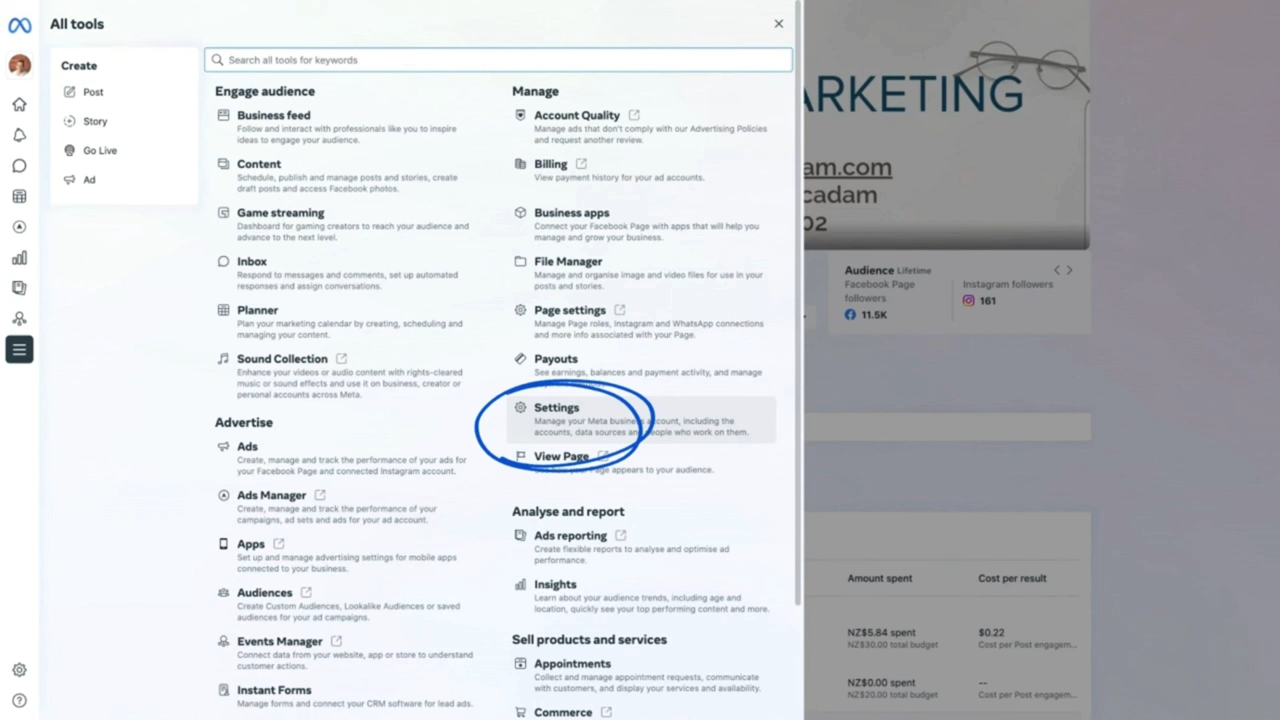 All tools
Create
Post
Story
Go Live
Ad
Search all tools for keywords
Engage audience
Business feed
Follow and interact with professionals like you to inspire
ideas to engage your audience.
Content
Schedule, publish and manage posts and stories, create
draft posts and access Facebook photos.
Game streaming
Dashboard for gaming creators to reach your audience and
advance to the next level.
Inbox
Respond to messages and comments, set up automated
responses and assign conversations.
Planner
Plan your marketing calendar by creating, scheduling and
managing your content.
Sound Collection
Enhance your videos or audio content with rights-cleared
music or sound effects and use it on business, creator or
personal accounts across Meta.
Advertise
Ads
Create, manage and track the performance of your ads for
your Facebook Page and connected Instagram account.
Ads Manager
Create, manage and track the performance of your
campaigns, ad sets and ads for your ad account.
Apps
Set up and manage advertising settings for mobile apps
connected to your business.
Audiences
Create Custom Audiences, Lookalike Audiences or saved
audiences for your ad campaigns.
Events Manager
Connect data from your website, app or store to understand
customer actions.
Instant Forms
Manage forms and connect your CRM software for lead ads.
Manage
Account Quality
Manage ads that don't comply with our Advertising Policies
and request another review.
Billing
View payment history for your ad accounts.
Business apps
Connect your Facebook Page with apps that will help you
manage and grow your business.
File Manager
Manage and organise image and video files for use in your
posts and stories.
Page settings
Manage Page roles, Instagram and WhatsApp connections
and more info associated with your Page.
Payouts
See earnings, balances and payment activity, and manage
Settings
Manage your Meta business account, including the
accounts, data sources and people who work on them.
View Page
Page appears to your audience.
Analyse and report
Ads reporting
Create flexible reports to analyse and optimise ad
performance.
Insights
Learn about your audience trends, including age and
location, quickly see your top performing content and more.
Sell products and services
Appointments
Collect and manage appointment requests, communicate
with customers, and display your services and availability.
Commerce
ARKETING
am.com
cadam
02
Audience Lifetime
Facebook Page
followers
11.5K
Instagram followers
161
Amount spent
Cost per result
NZ$5.84 spent
$0.22
NZ$30.00 total budget
Cost per Post engagem...
NZ$0.00 spent
--
NZ$20.00 total budget
Cost per Post engagem...